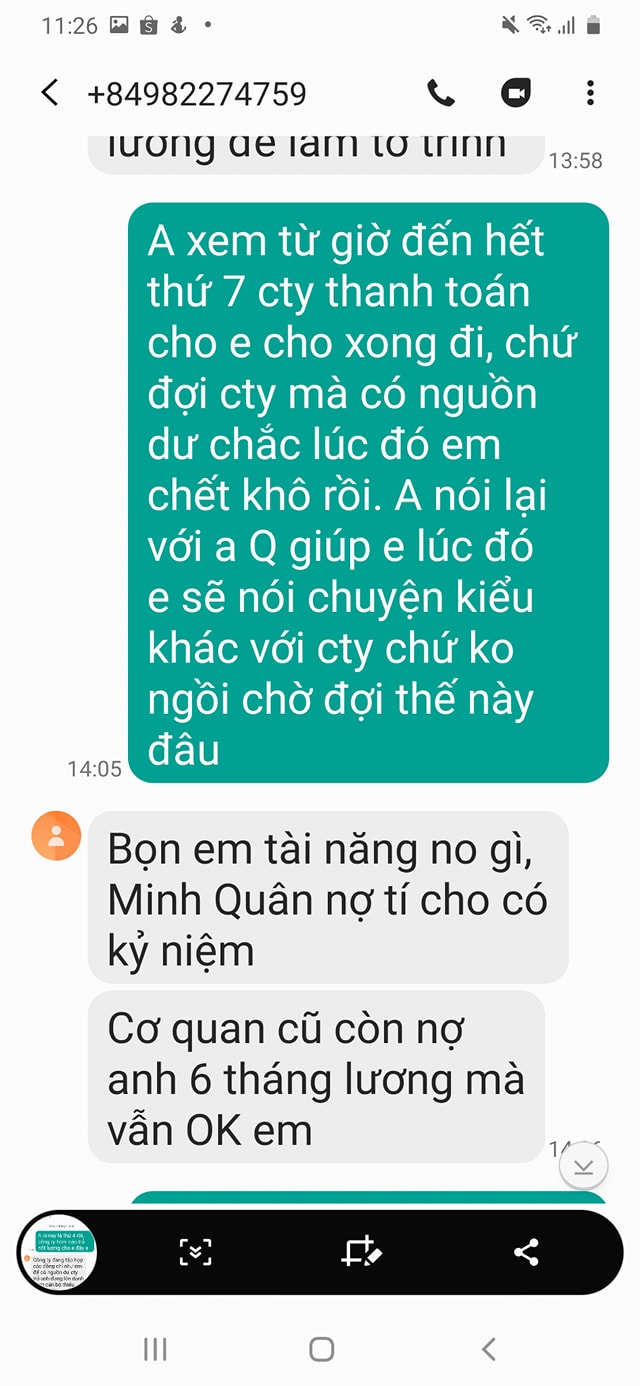 11:26
+84982274759
lương để làm tờ trình
13:58
A xem từ giờ đến hết
thứ 7 cty thanh toán
cho e cho xong đi, chứ
đợi cty mà có nguồn
dư chắc lúc đó em
chết khô rồi. A nói lại
với a Q giúp e lúc đó
e sẽ nói chuyện kiểu
khác với cty chứ ko
ngồi chờ đợi thế này
đâu
14:05
Bọn em tài năng no gì,
Minh Quân nợ tí cho có
kỷ niệm
Cơ quan cũ còn nợ
anh 6 tháng lương mà
vẫn OK em